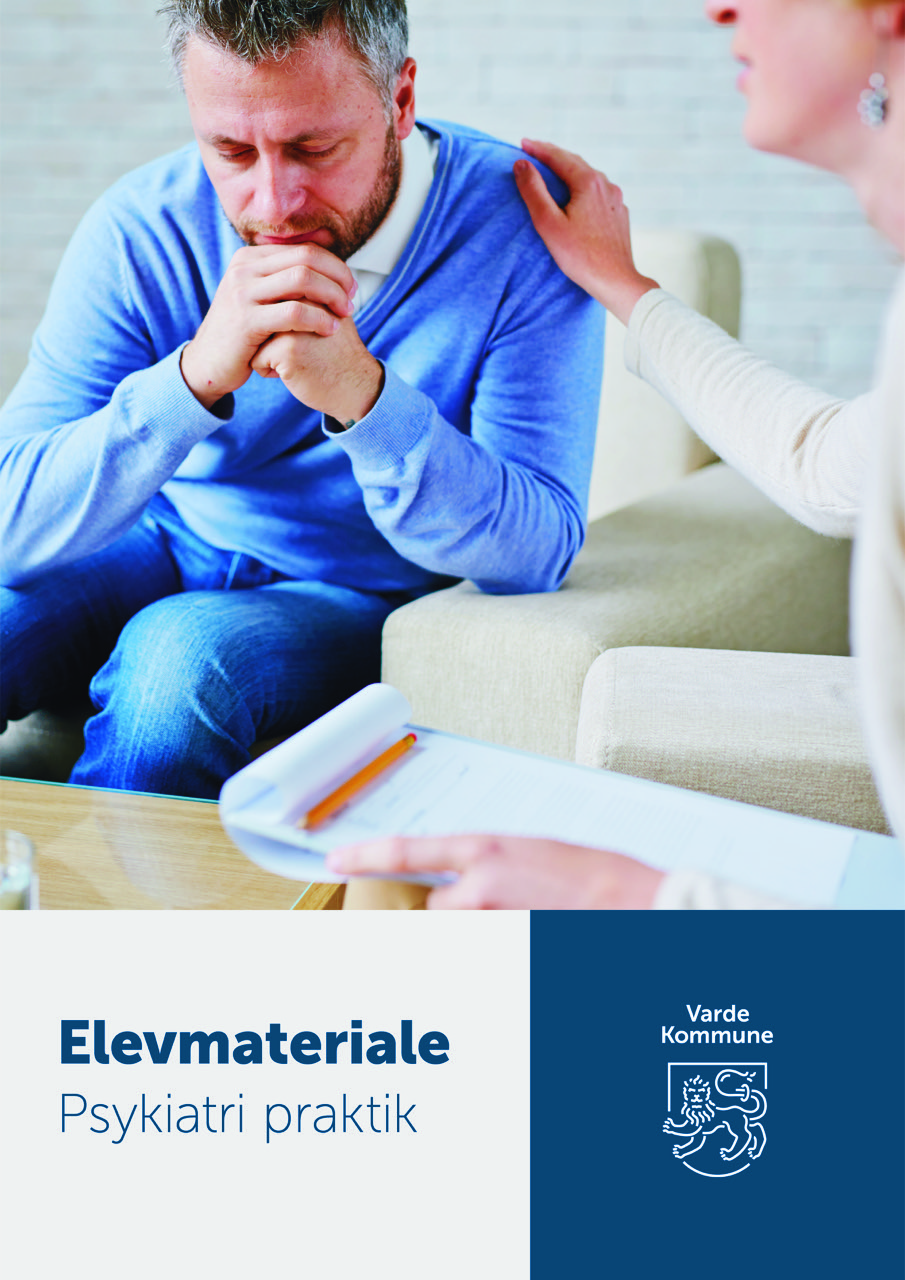 Elevmateriale
Psykiatri praktik
Varde
Kommune